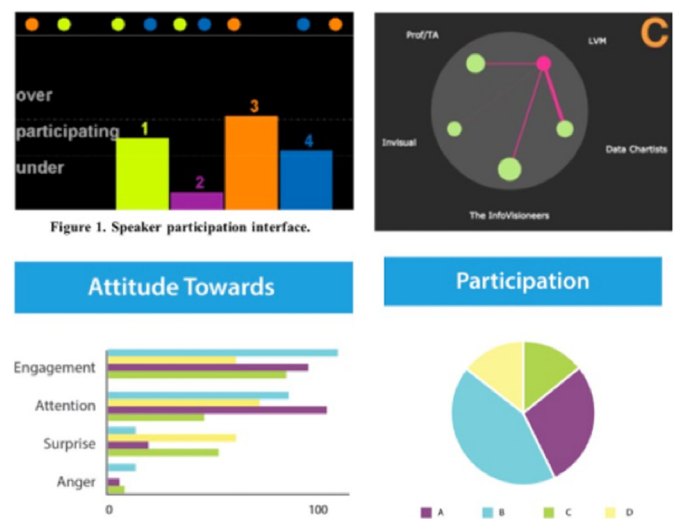 over
participating
under
1
2
3
4
Figure 1. Speaker participation interface.
C
Prof/TA
LVM
Invisual
Data Chartists
The InfoVisioneers
Attitude Towards
Engagement
Attention
Surprise
Anger
0
100
Participation
A
B
C
D